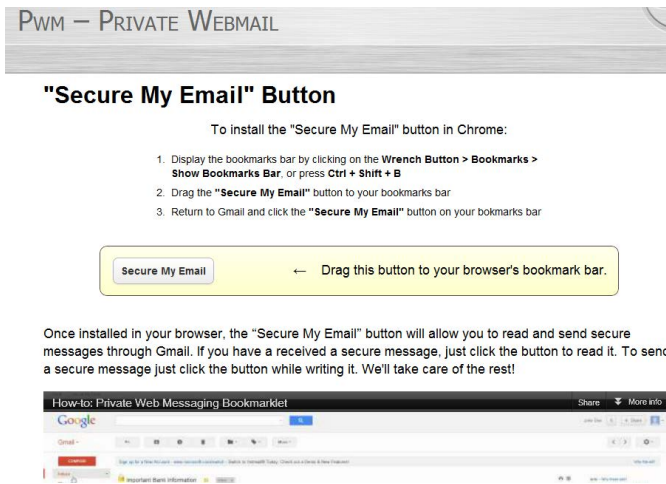 PWM – PRIVATE WEBMAIL
"Secure My Email" Button
To install the "Secure My Email" button in Chrome:
1. Display the bookmarks bar by clicking on the Wrench Button > Bookmarks >
Show Bookmarks Bar, or press Ctrl + Shift + B
2. Drag the "Secure My Email" button to your bookmarks bar
3. Return to Gmail and click the "Secure My Email" button on your bokmarks bar
Secure My Email ← Drag this button to your browser's bookmark bar.
Once installed in your browser, the “Secure My Email” button will allow you to read and send secure
messages through Gmail. If you have a received a secure message, just click the button to read it. To send
a secure message just click the button while writing it. We'll take care of the rest!
How-to: Private Web Messaging Bookmarklet Share More info
Google
Gmail
COMPOSE
Important Bank Information